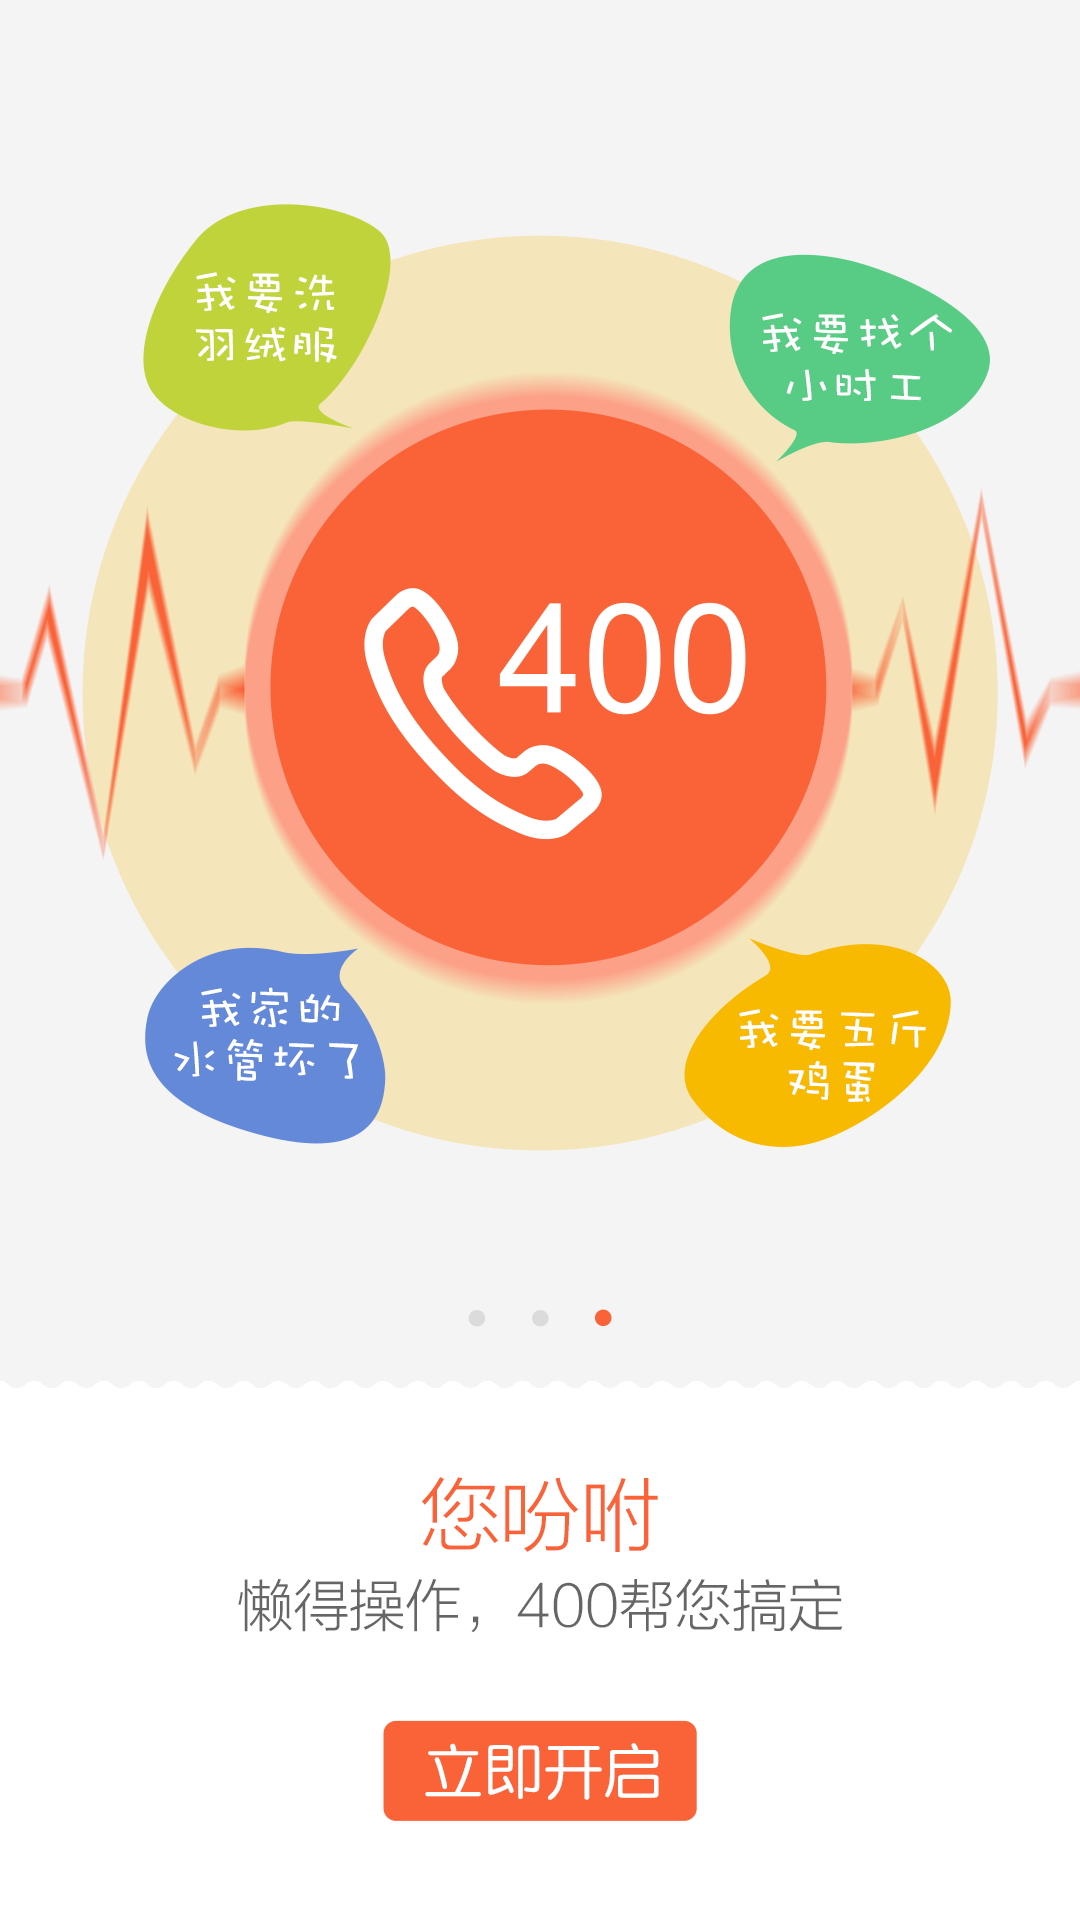 我要洗
羽绒服
我要找个
小时工
400
我家的
水管坏了
我要五斤
鸡蛋
您吩咐
懒得操作，400帮您搞定
立即开启